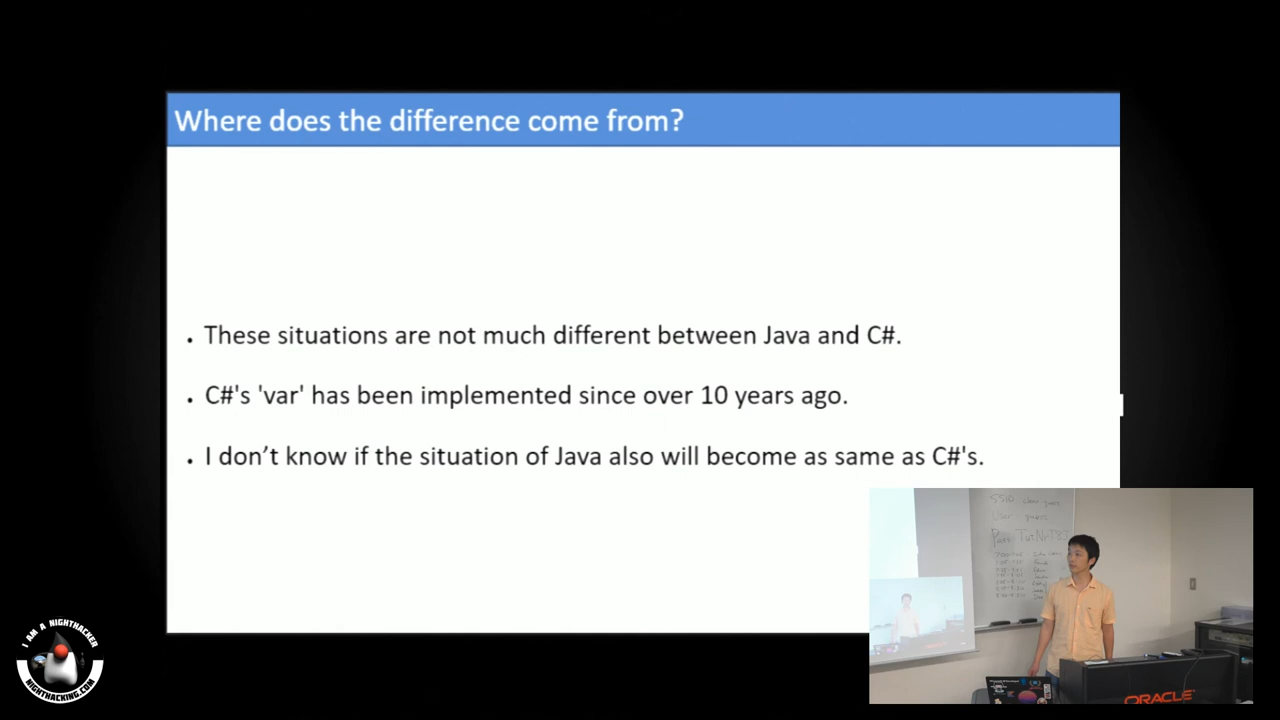 Where does the difference come from?
. These situations are not much different between Java and C#.
. C#'s 'var' has been implemented since over 10 years ago.
. I don’t know if the situation of Java also will become as same as C#'s.
SSID
I AM A NIGHTHACKER
NIGHTHACKING.COM
ORACLE